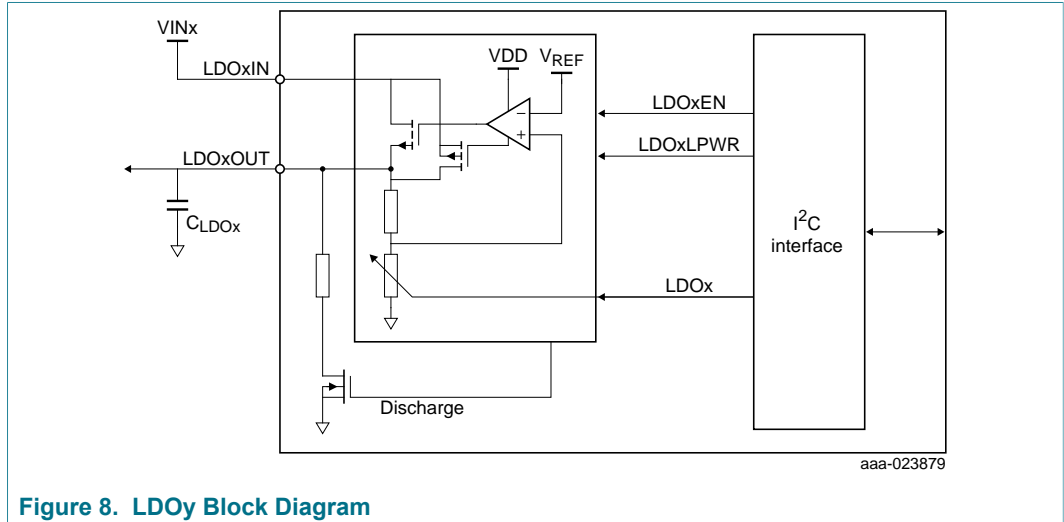 VINx
LDOxIN
VDD
VREF
−
+
LDOxEN
LDOxOUT
LDOxLPWR
CLDOx
I2C
interface
LDOx
Discharge
aaa-023879
Figure 8. LDOy Block Diagram